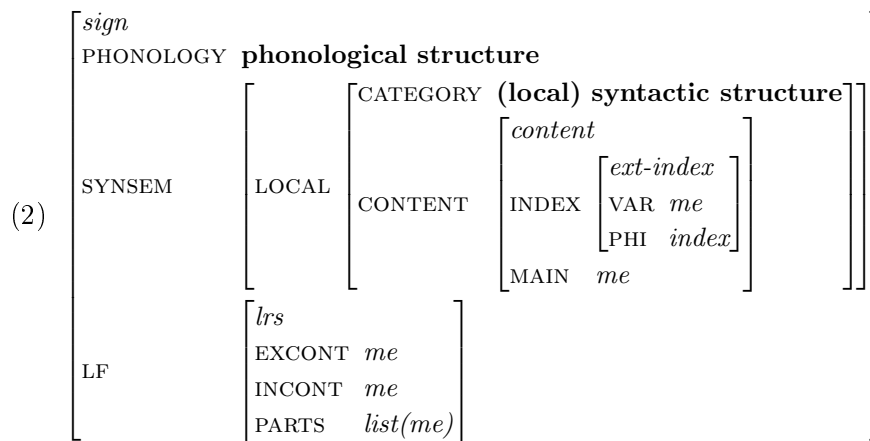 sign
PHONOLOGY phonological structure
CATEGORY (local) syntactic structure
content
ext-index
SYNSEM LOCAL CONTENT INDEX VAR me
(2)
PHI index
MAIN me
lrs
EXCONT me
LF INCONT me
PARTS list(me)